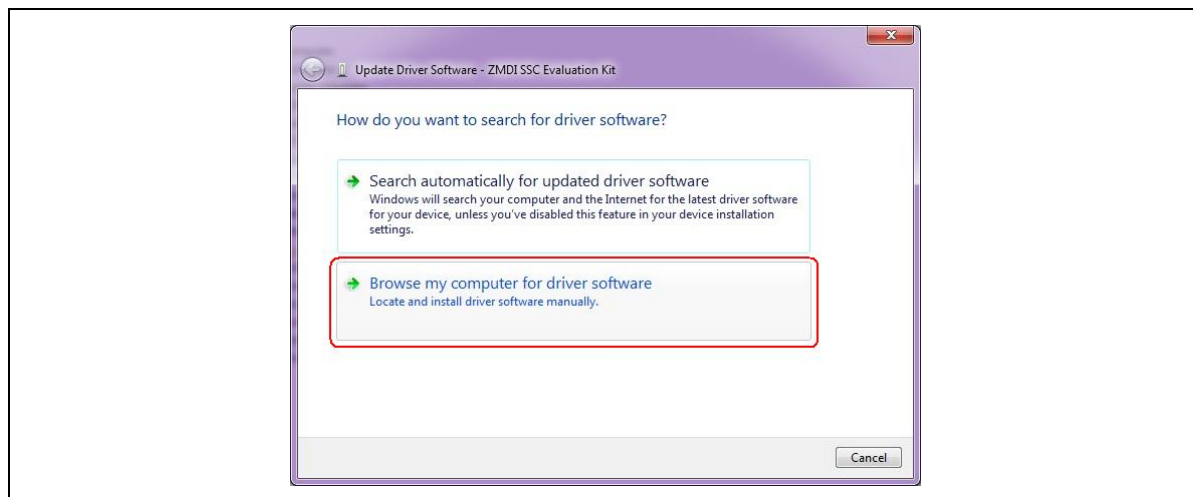 Update Driver Software - ZMDI SSC Evaluation Kit
How do you want to search for driver software?
Search automatically for updated driver software
Windows will search your computer and the Internet for the latest driver software
for your device, unless you've disabled this feature in your device installation
settings.
Browse my computer for driver software
Locate and install driver software manually.
Cancel